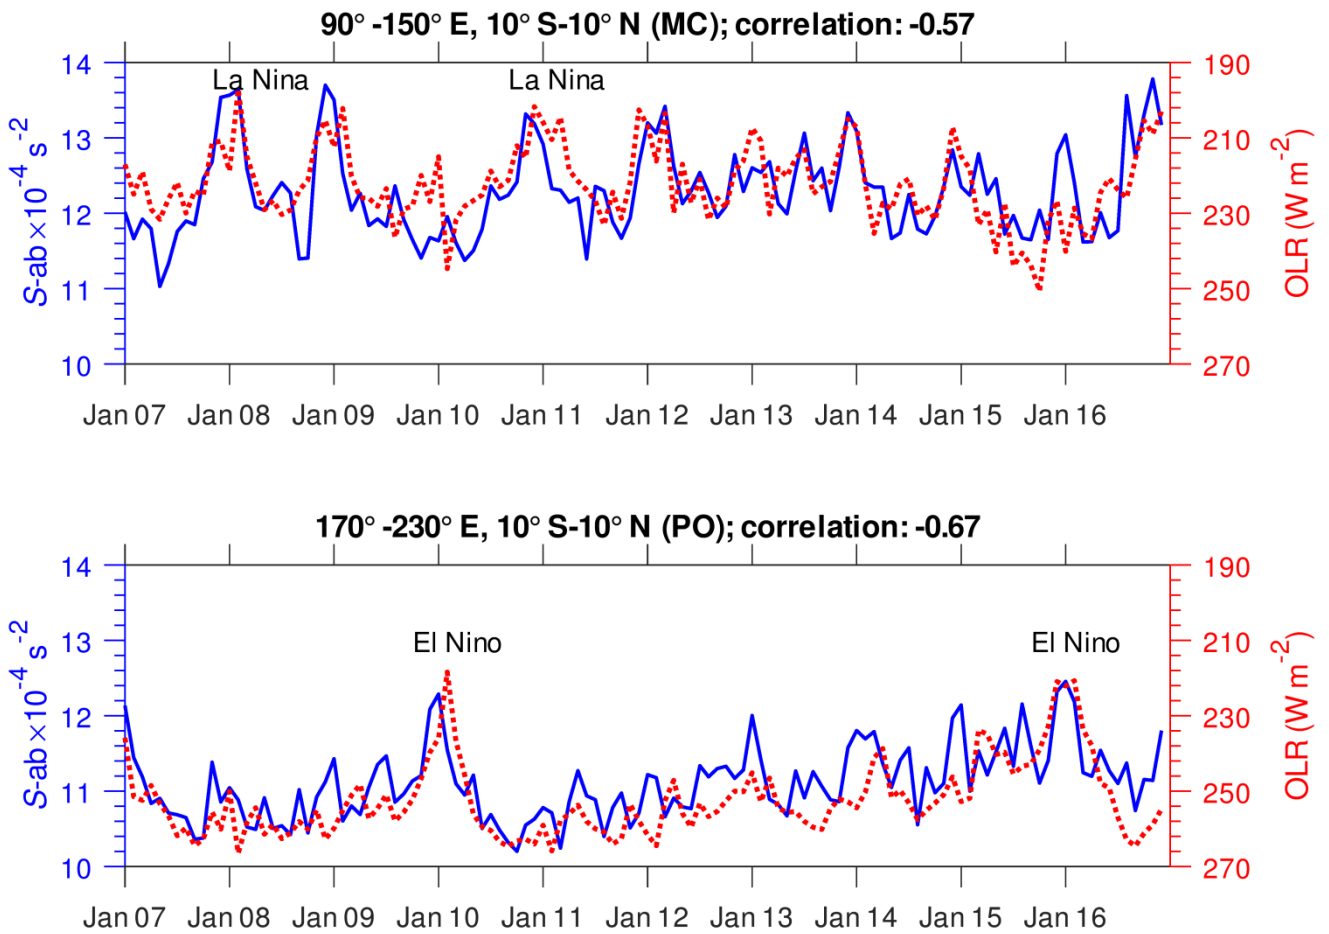 90° -150° E, 10° S-10° N (MC); correlation: -0.57
La Nina La Nina
14 13 12 11 10
S-ab×10⁻⁴ s⁻²
190 210 230 250 270
OLR (W m⁻²)
Jan 07 Jan 08 Jan 09 Jan 10 Jan 11 Jan 12 Jan 13 Jan 14 Jan 15 Jan 16
170° -230° E, 10° S-10° N (PO); correlation: -0.67
El Nino El Nino
14 13 12 11 10
S-ab×10⁻⁴ s⁻²
190 210 230 250 270
OLR (W m⁻²)
Jan 07 Jan 08 Jan 09 Jan 10 Jan 11 Jan 12 Jan 13 Jan 14 Jan 15 Jan 16